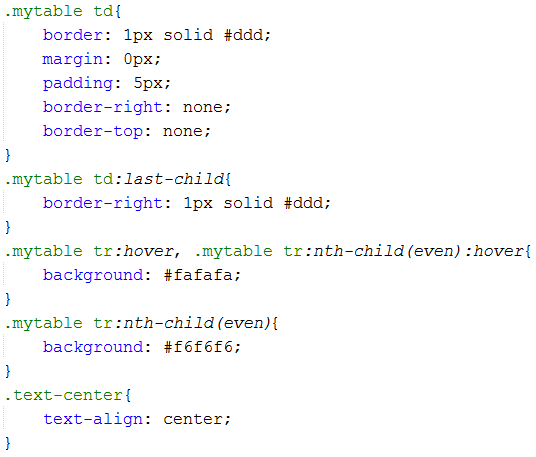 .mytable td{
    border: 1px solid #ddd;
    margin: 0px;
    padding: 5px;
    border-right: none;
    border-top: none;
}
.mytable td:last-child{
    border-right: 1px solid #ddd;
}
.mytable tr:hover, .mytable tr:nth-child(even):hover{
    background: #fafafa;
}
.mytable tr:nth-child(even){
    background: #f6f6f6;
}
.text-center{
    text-align: center;
}